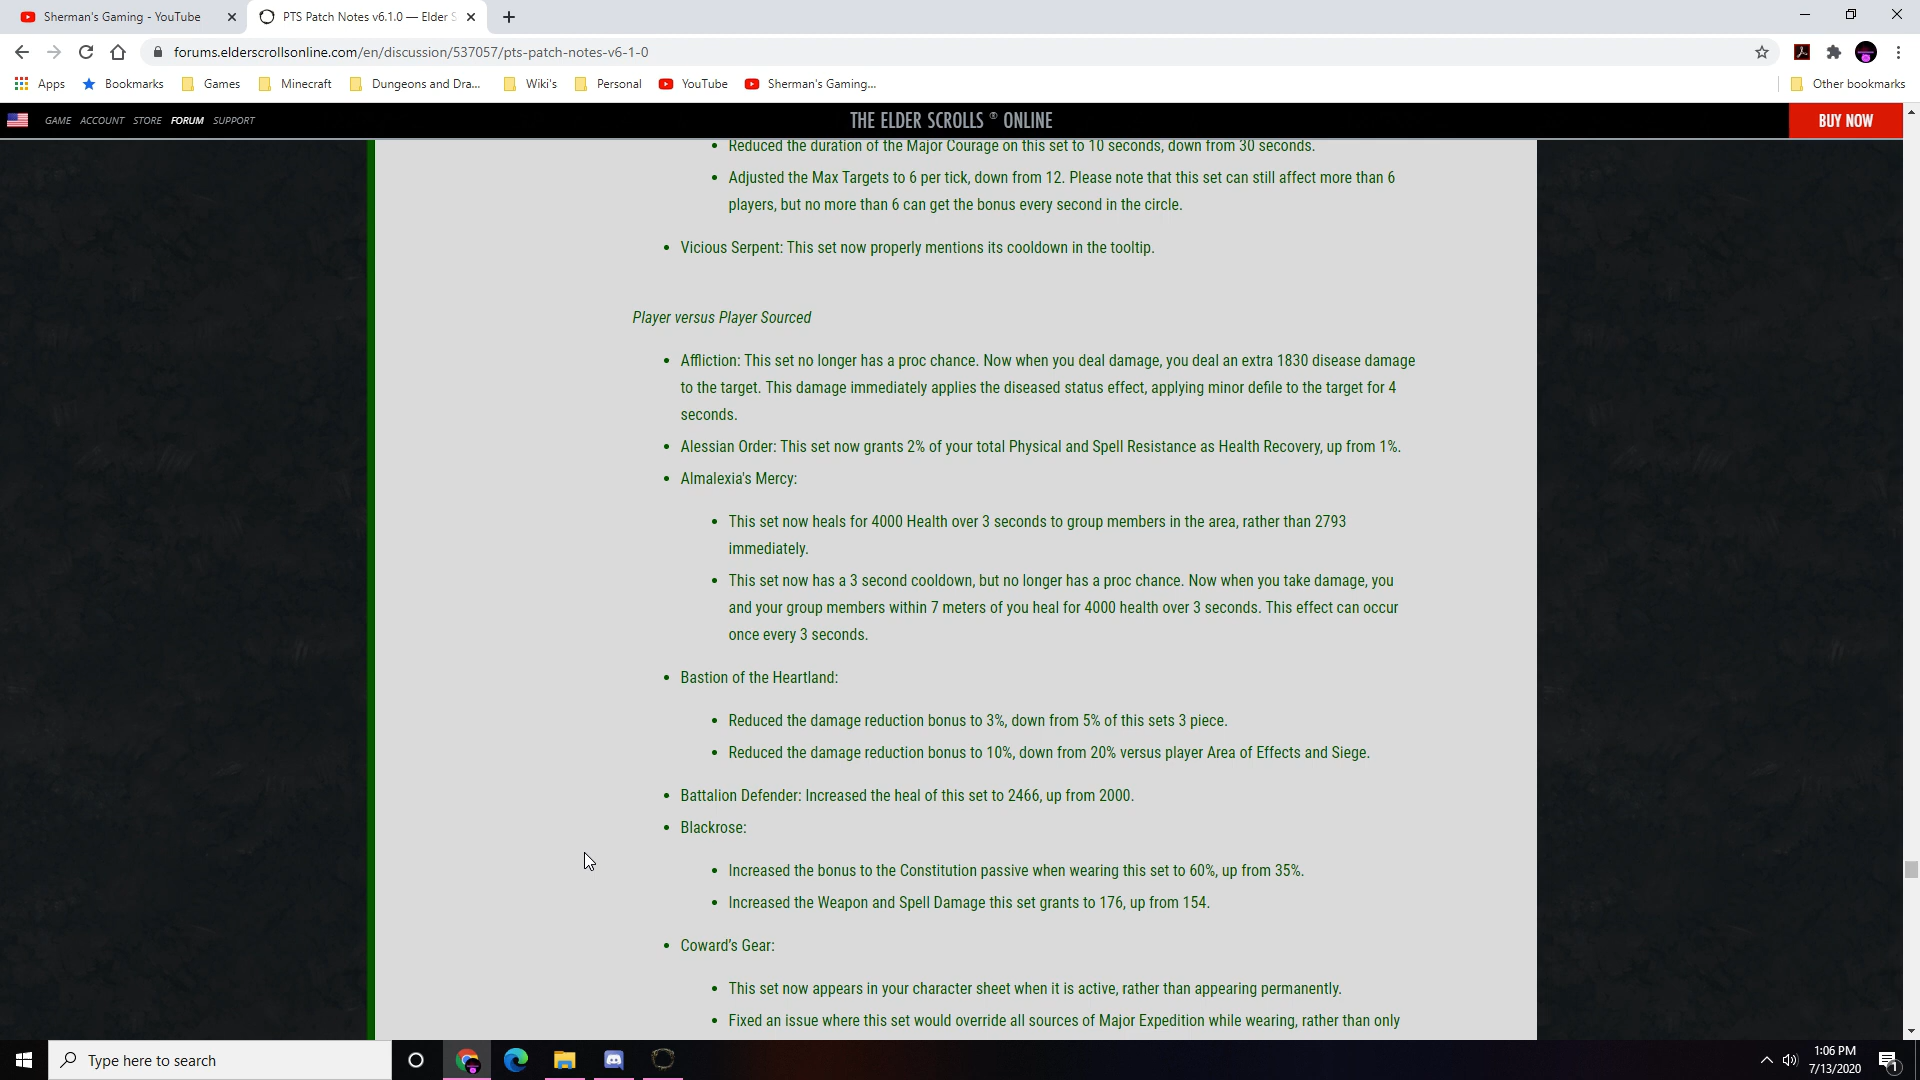 Sherman's Gaming - YouTube
PTS Patch Notes v6.1.0 — Elder S
forums.elderscrollsonline.com/en/discussion/537057/pts-patch-notes-v6-1-0
Apps Bookmarks Games Minecraft Dungeons and Dra... Wiki's Personal YouTube Sherman's Gaming... Other bookmarks
GAME ACCOUNT STORE FORUM SUPPORT THE ELDER SCROLLS ® ONLINE BUY NOW
• Reduced the duration of the Major Courage on this set to 10 seconds, down from 30 seconds.
• Adjusted the Max Targets to 6 per tick, down from 12. Please note that this set can still affect more than 6
players, but no more than 6 can get the bonus every second in the circle.
• Vicious Serpent: This set now properly mentions its cooldown in the tooltip.
Player versus Player Sourced
• Affliction: This set no longer has a proc chance. Now when you deal damage, you deal an extra 1830 disease damage
to the target. This damage immediately applies the diseased status effect, applying minor defile to the target for 4
seconds.
• Alessian Order: This set now grants 2% of your total Physical and Spell Resistance as Health Recovery, up from 1%.
• Almalexia's Mercy:
• This set now heals for 4000 Health over 3 seconds to group members in the area, rather than 2793
immediately.
• This set now has a 3 second cooldown, but no longer has a proc chance. Now when you take damage, you
and your group members within 7 meters of you heal for 4000 health over 3 seconds. This effect can occur
once every 3 seconds.
• Bastion of the Heartland:
• Reduced the damage reduction bonus to 3%, down from 5% of this sets 3 piece.
• Reduced the damage reduction bonus to 10%, down from 20% versus player Area of Effects and Siege.
• Battalion Defender: Increased the heal of this set to 2466, up from 2000.
• Blackrose:
• Increased the bonus to the Constitution passive when wearing this set to 60%, up from 35%.
• Increased the Weapon and Spell Damage this set grants to 176, up from 154.
• Coward's Gear:
• This set now appears in your character sheet when it is active, rather than appearing permanently.
• Fixed an issue where this set would override all sources of Major Expedition while wearing, rather than only
Type here to search
1:06 PM
7/13/2020
1